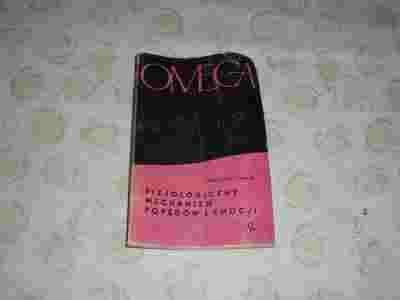 OMEGA
FIZJOLOGICZNY
MECHANIZM
POPĘDÓW I EMOCJI